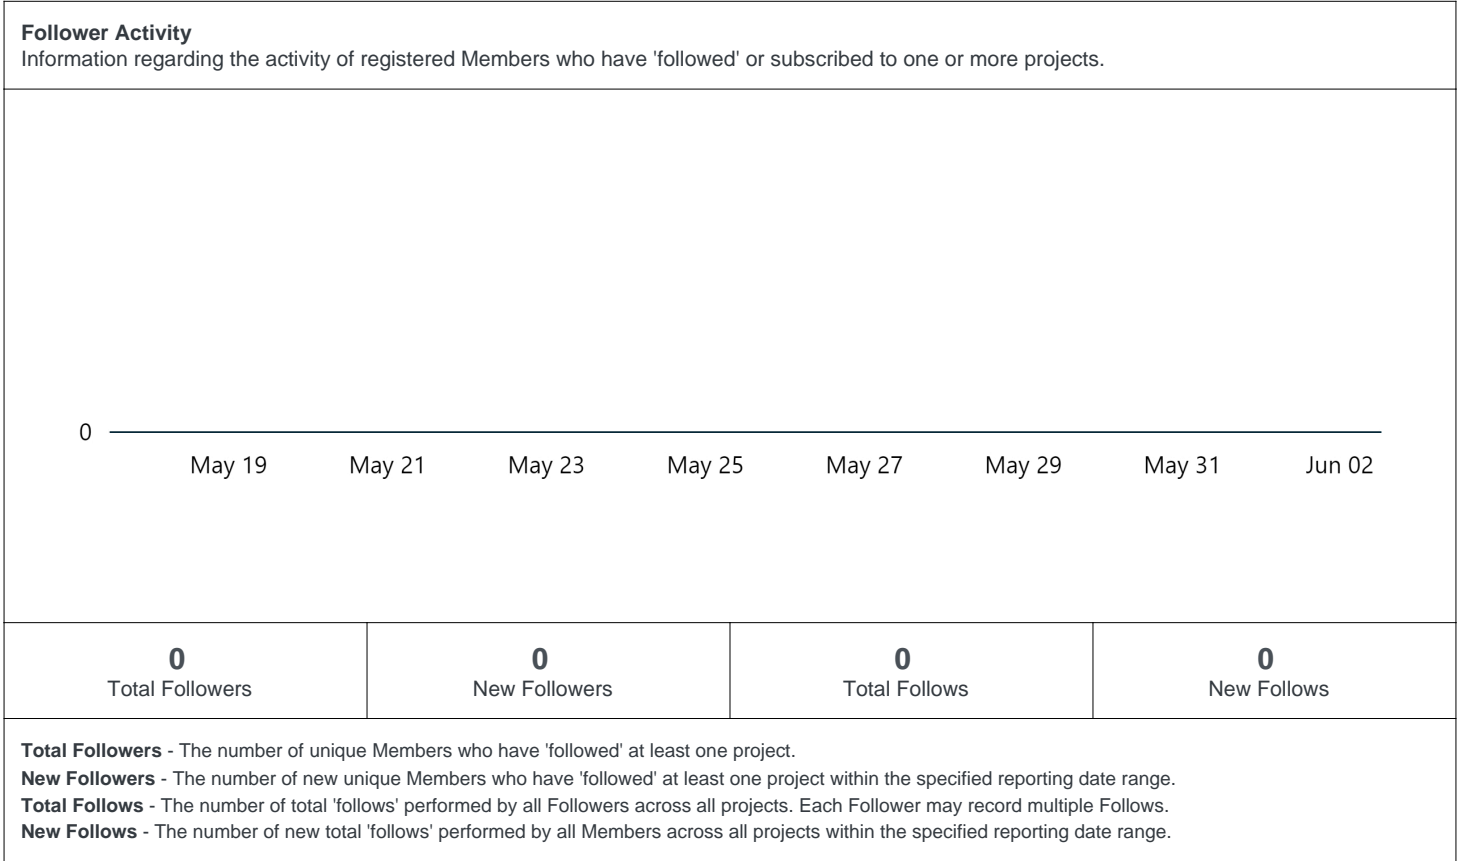 Follower Activity
Information regarding the activity of registered Members who have 'followed' or subscribed to one or more projects.
0
May 19 May 21 May 23 May 25 May 27 May 29 May 31 Jun 02
0 0 0 0
Total Followers New Followers Total Follows New Follows
Total Followers - The number of unique Members who have 'followed' at least one project.
New Followers - The number of new unique Members who have 'followed' at least one project within the specified reporting date range.
Total Follows - The number of total 'follows' performed by all Followers across all projects. Each Follower may record multiple Follows.
New Follows - The number of new total 'follows' performed by all Members across all projects within the specified reporting date range.